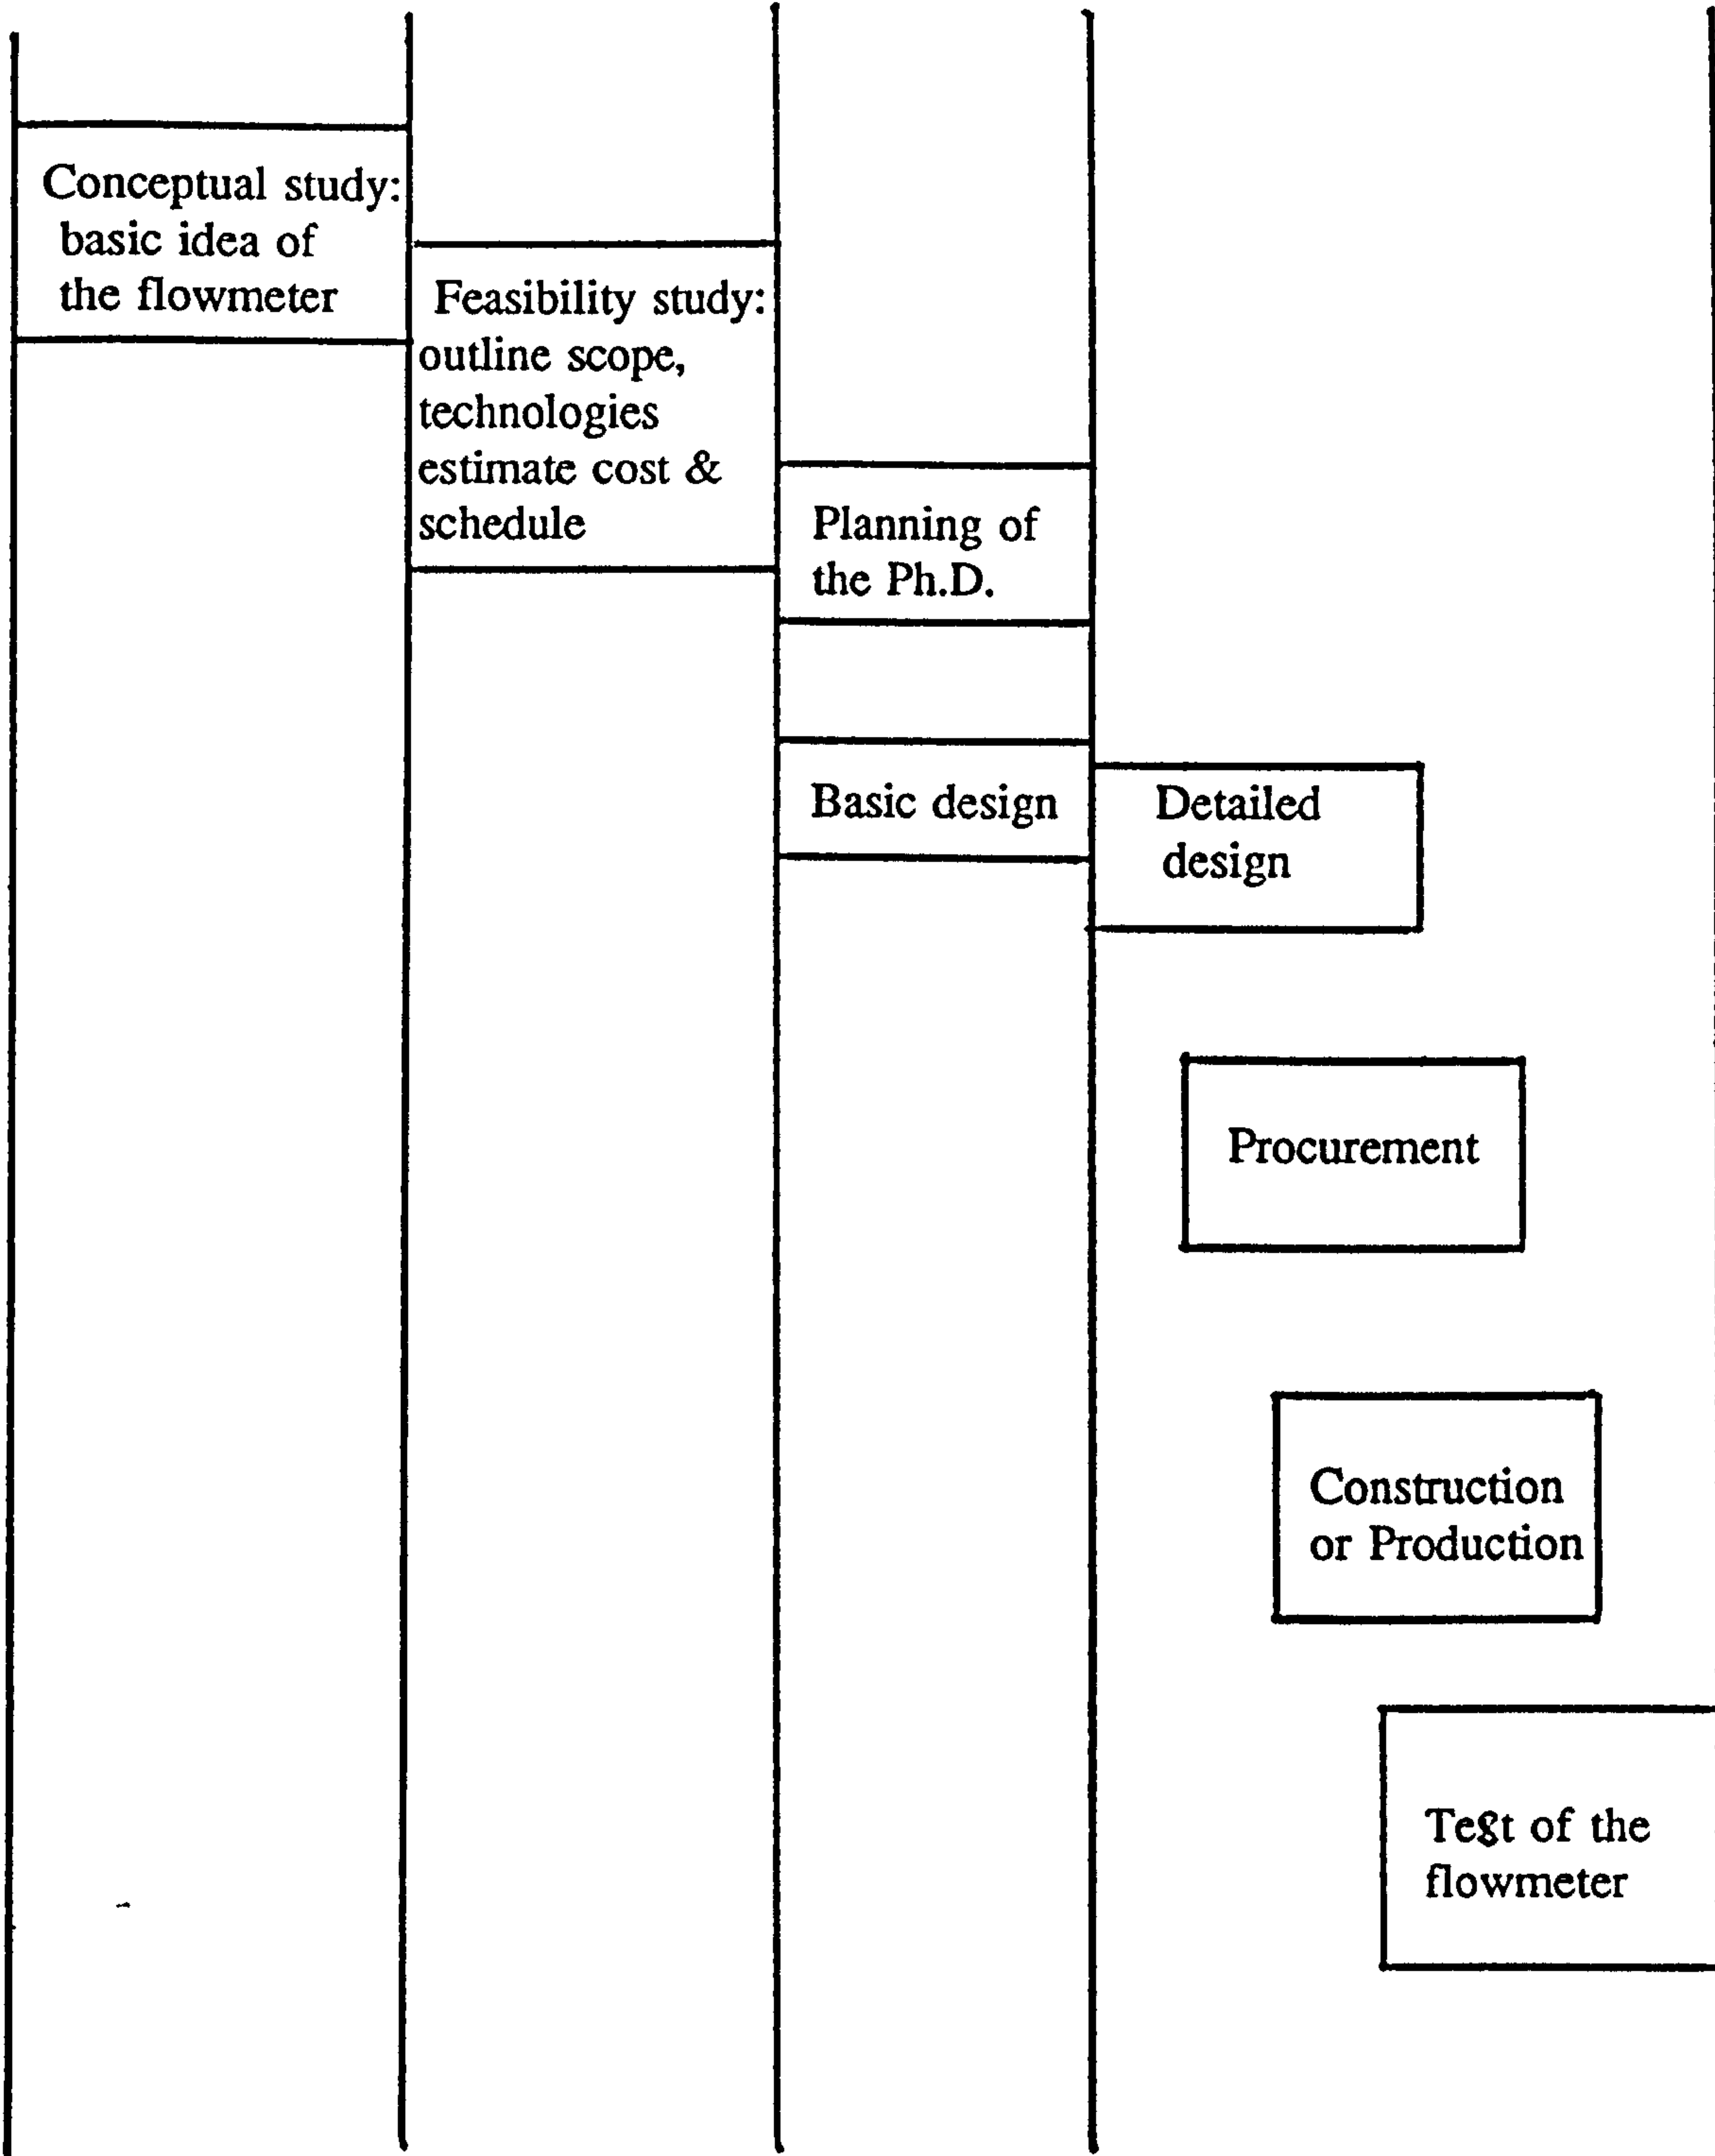 Conceptual study:
basic idea of
the flowmeter
Feasibility study:
outline scope,
technologies
estimate cost &
schedule
Planning of
the Ph.D.
Basic design
Detailed
design
Procurement
Construction
or Production
Test of the
flowmeter